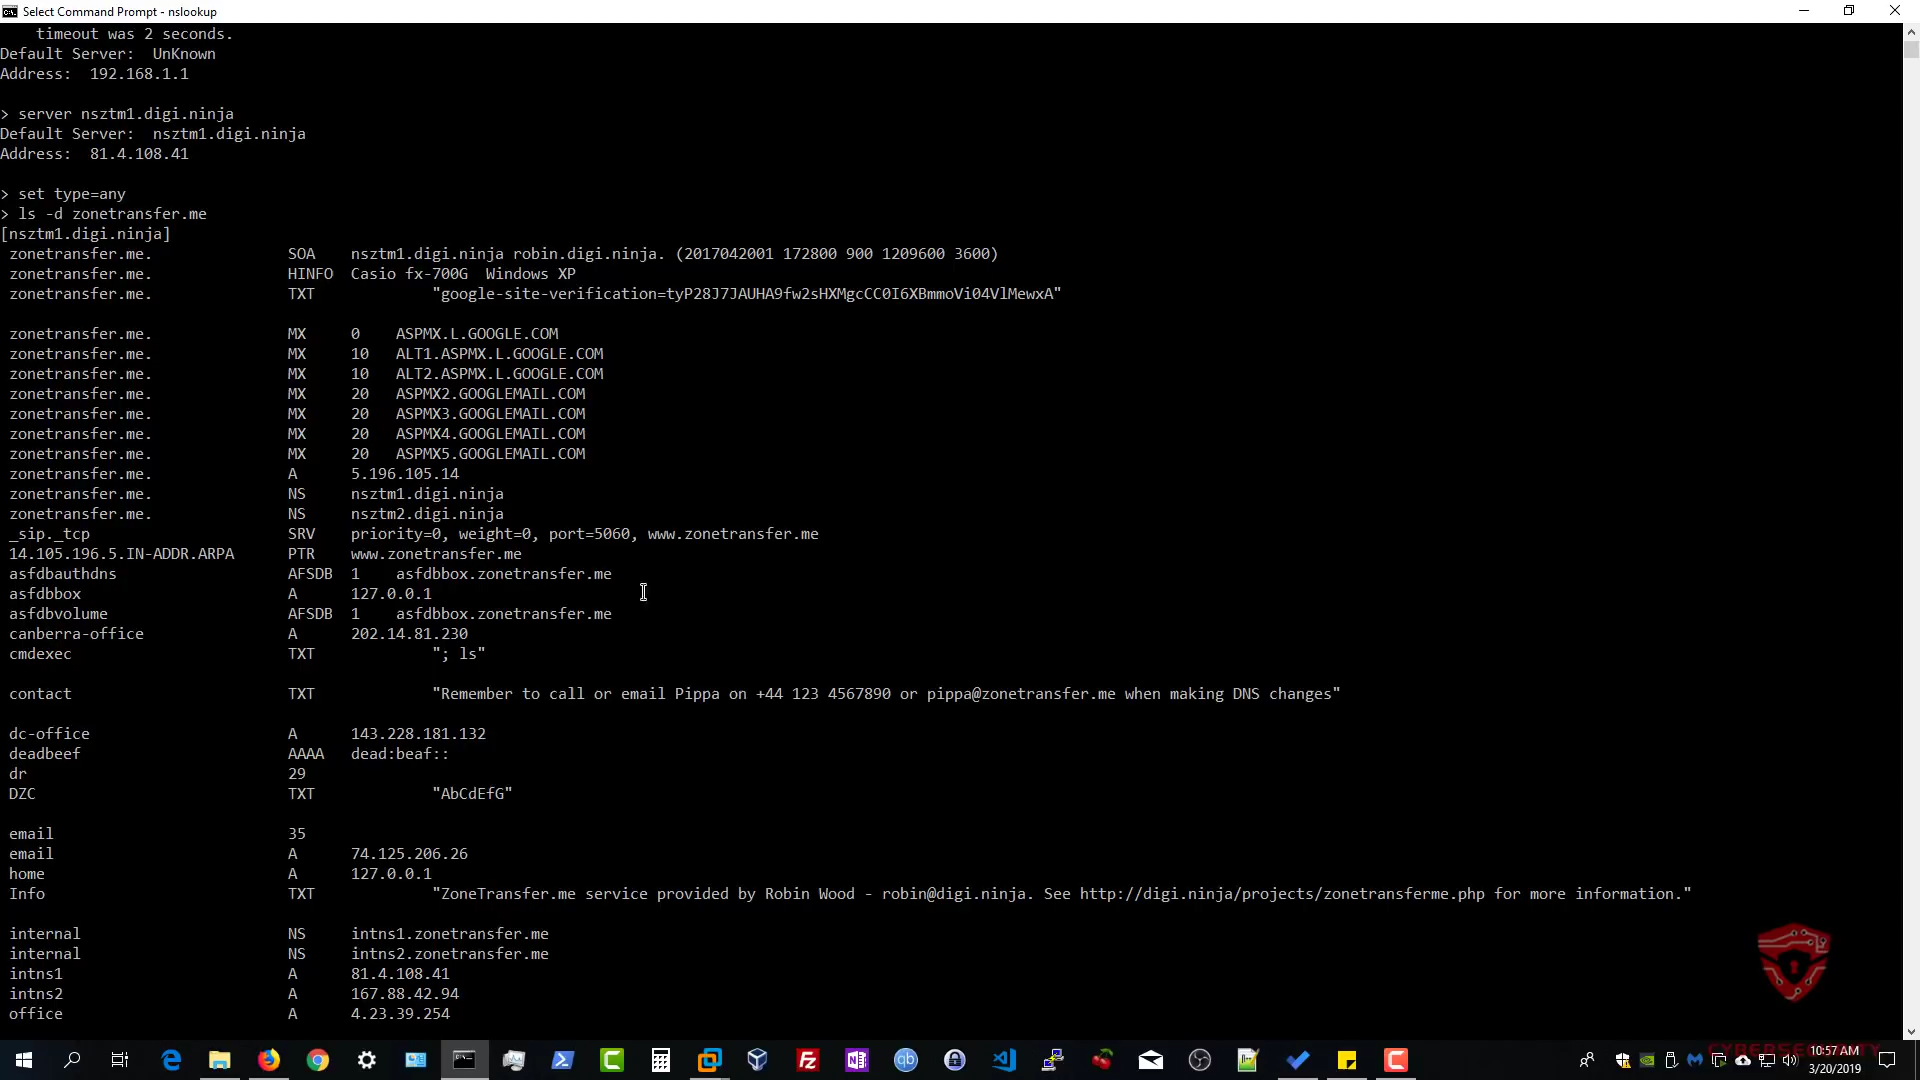 Select Command Prompt - nslookup
timeout was 2 seconds.
Default Server:  UnKnown
Address:  192.168.1.1
> server nsztm1.digi.ninja
Default Server:  nsztm1.digi.ninja
Address:  81.4.108.41
> set type=any
> ls -d zonetransfer.me
[nsztm1.digi.ninja]
zonetransfer.me. SOA nsztm1.digi.ninja robin.digi.ninja. (2017042001 172800 900 1209600 3600)
zonetransfer.me. HINFO Casio fx-700G  Windows XP
zonetransfer.me. TXT "google-site-verification=tyP28J7JAUHA9fw2sHXMgcCC0I6XBmmoVi04VlMewxA"
zonetransfer.me. MX 0 ASPMX.L.GOOGLE.COM
zonetransfer.me. MX 10 ALT1.ASPMX.L.GOOGLE.COM
zonetransfer.me. MX 10 ALT2.ASPMX.L.GOOGLE.COM
zonetransfer.me. MX 20 ASPMX2.GOOGLEMAIL.COM
zonetransfer.me. MX 20 ASPMX3.GOOGLEMAIL.COM
zonetransfer.me. MX 20 ASPMX4.GOOGLEMAIL.COM
zonetransfer.me. MX 20 ASPMX5.GOOGLEMAIL.COM
zonetransfer.me. A 5.196.105.14
zonetransfer.me. NS nsztm1.digi.ninja
zonetransfer.me. NS nsztm2.digi.ninja
_sip._tcp SRV priority=0, weight=0, port=5060, www.zonetransfer.me
14.105.196.5.IN-ADDR.ARPA PTR www.zonetransfer.me
asfdbauthdns AFSDB 1 asfdbbox.zonetransfer.me
asfdbbox A 127.0.0.1
asfdbvolume AFSDB 1 asfdbbox.zonetransfer.me
canberra-office A 202.14.81.230
cmdexec TXT "; ls"
contact TXT "Remember to call or email Pippa on +44 123 4567890 or pippa@zonetransfer.me when making DNS changes"
dc-office A 143.228.181.132
deadbeef AAAA dead:beaf::
dr 29
DZC TXT "AbCdEfG"
email 35
email A 74.125.206.26
home A 127.0.0.1
Info TXT "ZoneTransfer.me service provided by Robin Wood - robin@digi.ninja. See http://digi.ninja/projects/zonetransferme.php for more information."
internal NS intns1.zonetransfer.me
internal NS intns2.zonetransfer.me
intns1 A 81.4.108.41
intns2 A 167.88.42.94
office A 4.23.39.254
10:57 AM
3/20/2019